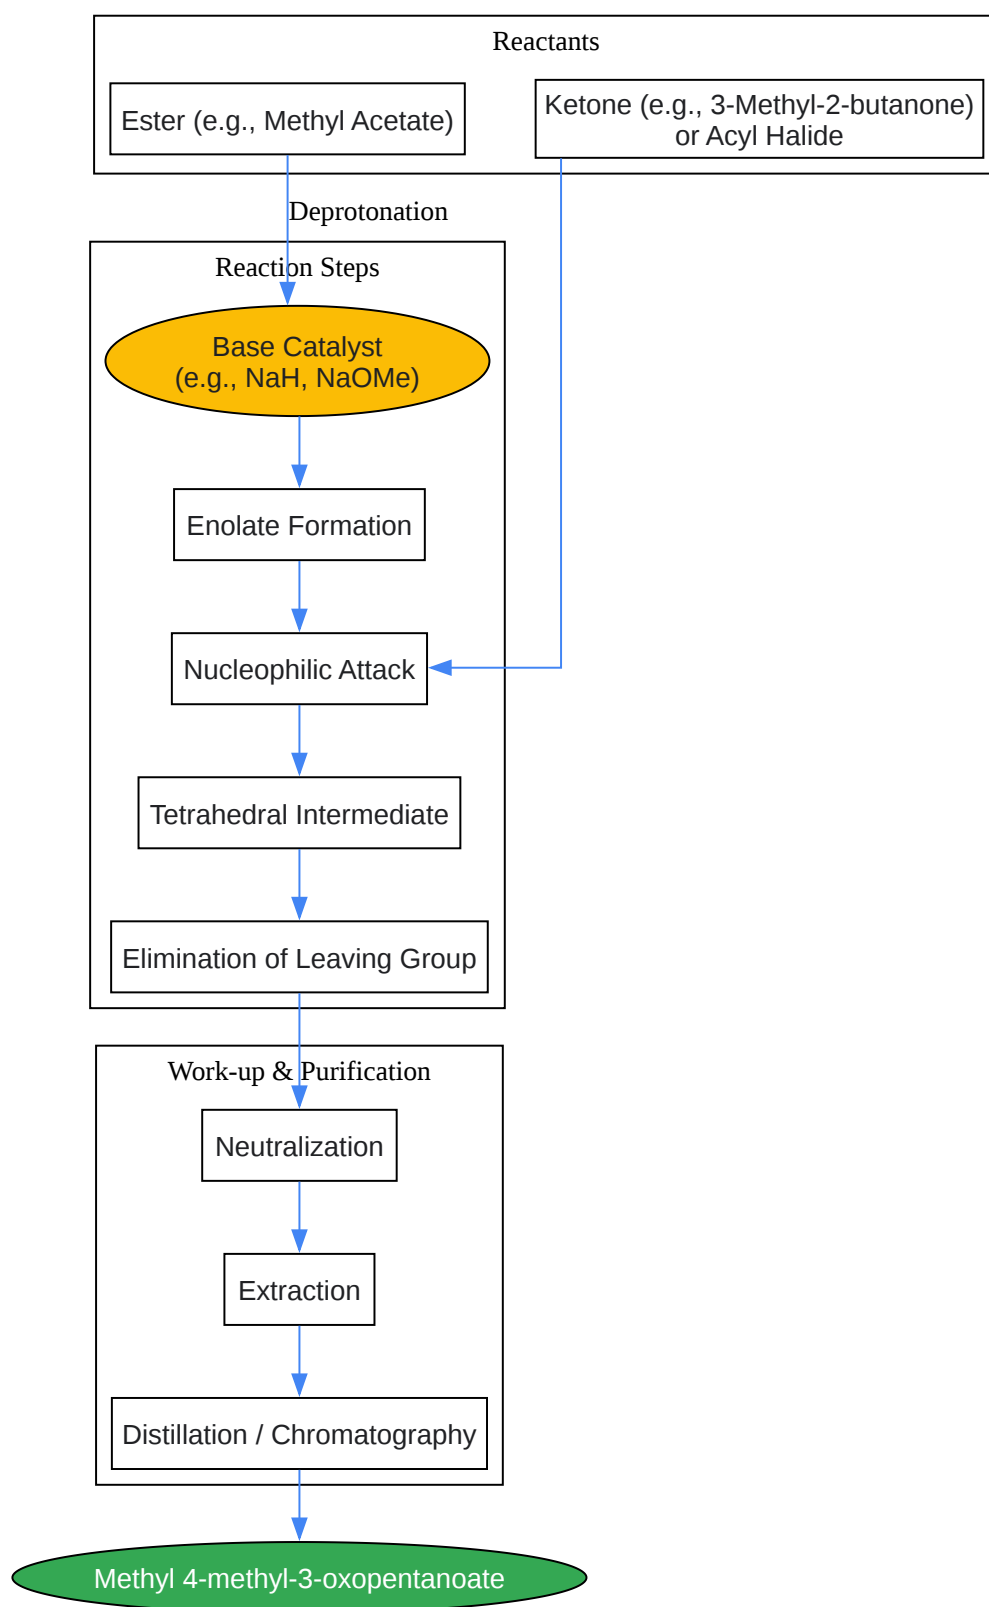 Reactants
Ester (e.g., Methyl Acetate)
Ketone (e.g., 3-Methyl-2-butanone)
or Acyl Halide
Deprotonation
Reaction Steps
Base Catalyst
(e.g., NaH, NaOMe)
Enolate Formation
Nucleophilic Attack
Tetrahedral Intermediate
Elimination of Leaving Group
Work-up & Purification
Neutralization
Extraction
Distillation / Chromatography
Methyl 4-methyl-3-oxopentanoate